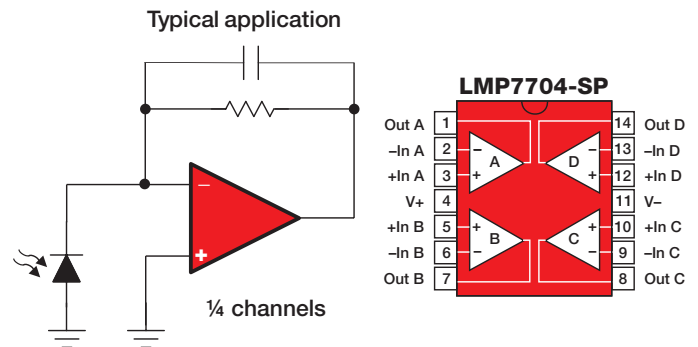 Typical application
−
+
¼ channels
LMP7704-SP
Out A 1 14 Out D
–In A 2 − A D − 13 –In D
+In A 3 + + 12 +In D
V+ 4 11 V–
+In B 5 + + 10 +In C
–In B 6 − B C − 9 –In C
Out B 7 8 Out C